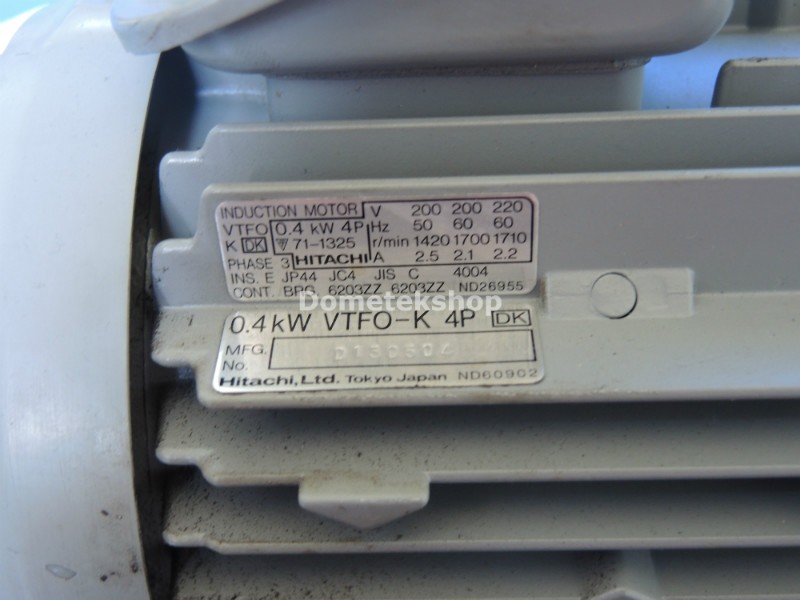 INDUCTION MOTOR V 200 200 220
VTFO 0.4 kW 4P Hz 50 60 60
K DK 71-1325 r/min 1420 1700 1710
PHASE 3 HITACHI A 2.5 2.1 2.2
INS. E JP44 JC4 JIS C 4004
CONT. BRG. 6203ZZ 6203ZZ ND26955
Dometekshop
0.4kW VTFO-K 4P DK
MFG.
No.
Hitachi, Ltd. Tokyo Japan ND60902